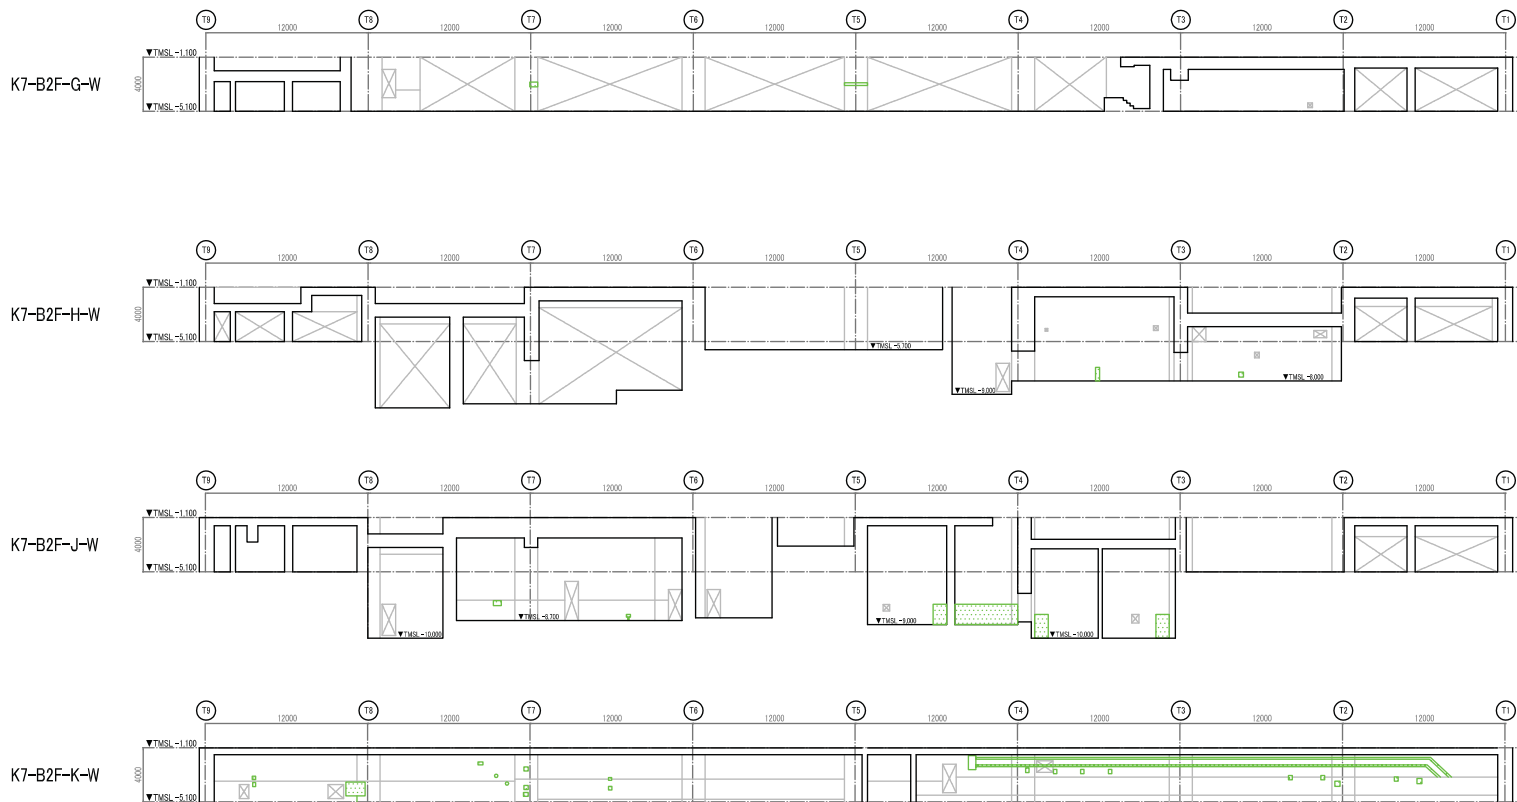 T9 T8 T7 T6 T5 T4 T3 T2 T1
12000 12000 12000 12000 12000 12000 12000 12000
▼TMSL -1,100
K7-B2F-G-W
4000
▼TMSL -5,100
T9 T8 T7 T6 T5 T4 T3 T2 T1
12000 12000 12000 12000 12000 12000 12000 12000
▼TMSL -1,100
K7-B2F-H-W
4000
▼TMSL -5,100
▼TMSL -5,700
▼TMSL -8,000
▼TMSL -9,000
T9 T8 T7 T6 T5 T4 T3 T2 T1
12000 12000 12000 12000 12000 12000 12000 12000
▼TMSL -1,100
K7-B2F-J-W
4000
▼TMSL -5,100
▼TMSL -8,700
▼TMSL -9,000
▼TMSL -10,000
▼TMSL -10,000
T9 T8 T7 T6 T5 T4 T3 T2 T1
12000 12000 12000 12000 12000 12000 12000 12000
▼TMSL -1,100
K7-B2F-K-W
4000
▼TMSL -5,100